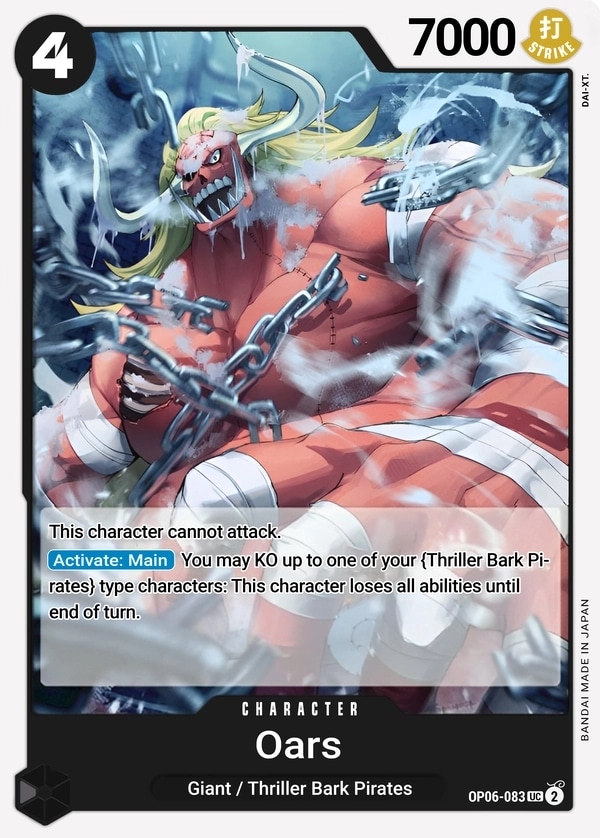 4
7000
打
STRIKE
DAI-XT.
This character cannot attack.
Activate: Main You may KO up to one of your {Thriller Bark Pi-
rates} type characters: This character loses all abilities until
end of turn.
BANDAI MADE IN JAPAN
CHARACTER
Oars
Giant / Thriller Bark Pirates
OP06-083 UC 2